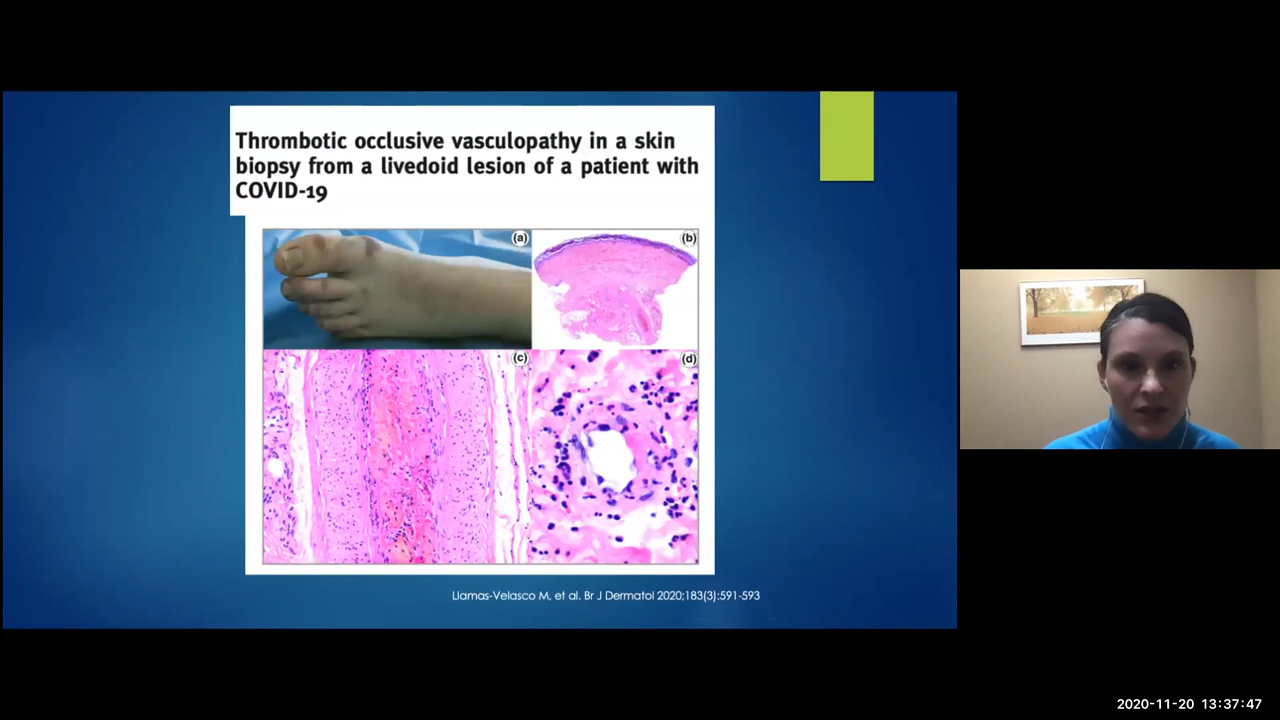 Thrombotic occlusive vasculopathy in a skin
biopsy from a livedoid lesion of a patient with
COVID-19
(a)
(b)
(c)
(d)
Llamas-Velasco M, et al. Br J Dermatol 2020;183(3):591-593
2020-11-20 13:37:47